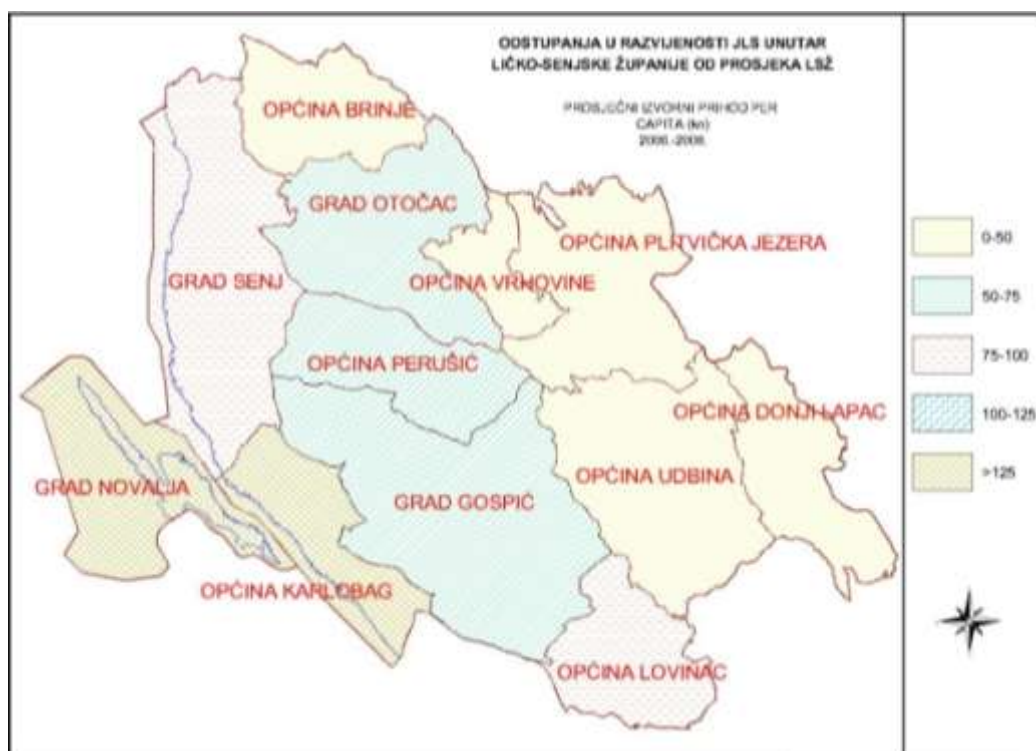 ODSTUPANJA U RAZVIJENOSTI JLS UNUTAR
LIČKO-SENJSKE ŽUPANIJE OD PROSJEKA LSŽ
PROSJEČNI IZVORNI PRIHOD PER
CAPITA (kn)
2006.-2008.
OPĆINA BRINJE
GRAD OTOČAC
OPĆINA PLITVIČKA JEZERA
GRAD SENJ
OPĆINA VRHOVINE
OPĆINA PERUŠIĆ
OPĆINA DONJI LAPAC
OPĆINA UDBINA
GRAD NOVALJA
GRAD GOSPIĆ
OPĆINA KARLOBAG
OPĆINA LOVINAC
0-50
50-75
75-100
100-125
>125